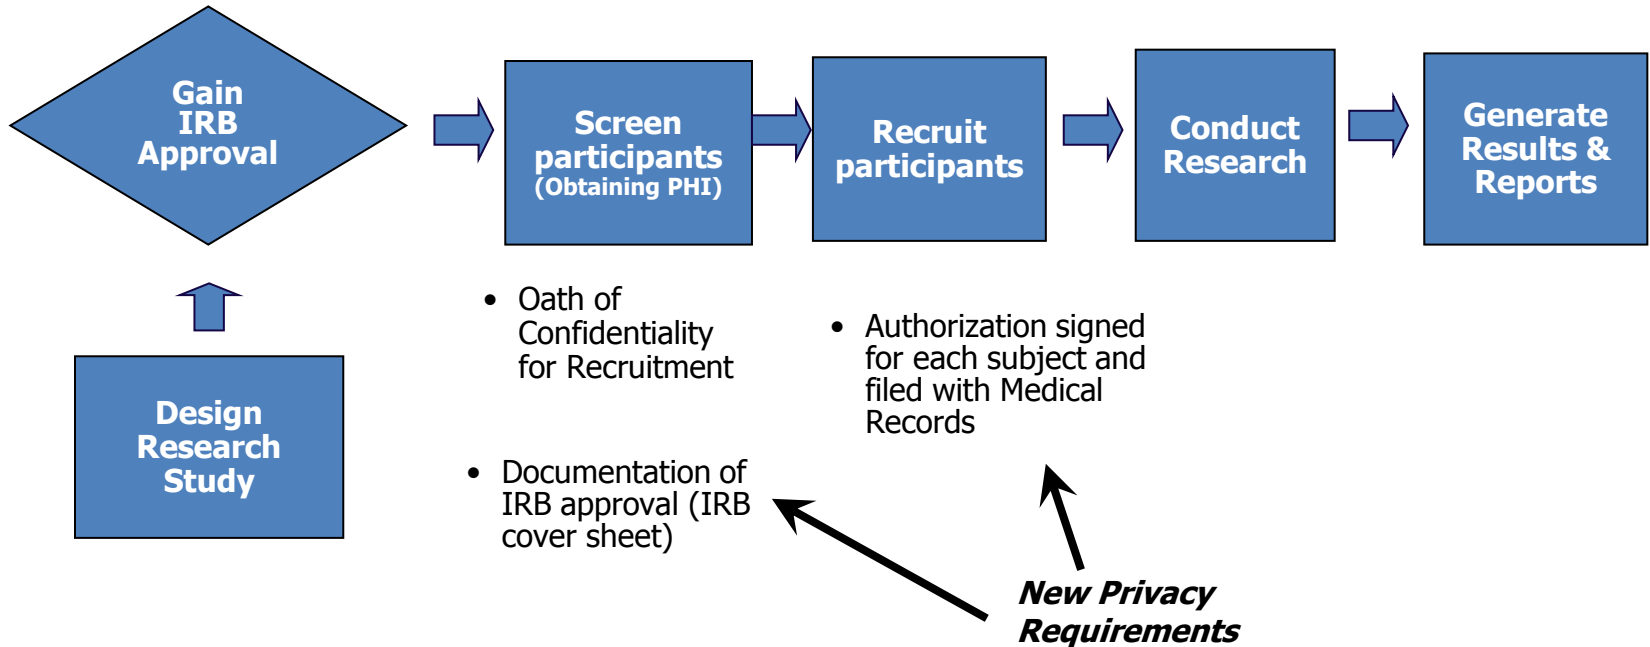 Gain
IRB
Approval
Screen
participants
(Obtaining PHI)
Recruit
participants
Conduct
Research
Generate
Results &
Reports
Design
Research
Study
• Oath of
Confidentiality
for Recruitment
• Documentation of
IRB approval (IRB
cover sheet)
• Authorization signed
for each subject and
filed with Medical
Records
New Privacy
Requirements